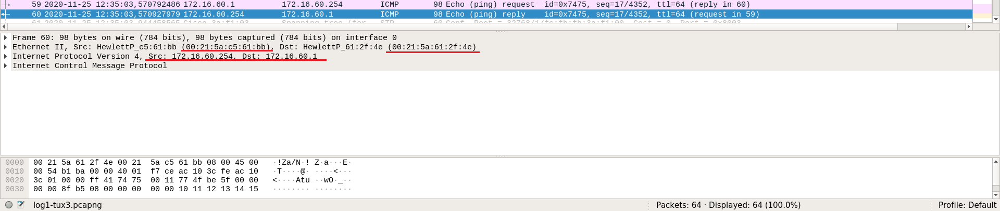 59 2020-11-25 12:35:03,570792486 172.16.60.1 172.16.60.254 ICMP 98 Echo (ping) request id=0x7475, seq=17/4352, ttl=64 (reply in 60)
60 2020-11-25 12:35:03,570927979 172.16.60.254 172.16.60.1 ICMP 98 Echo (ping) reply id=0x7475, seq=17/4352, ttl=64 (request in 59)
61 2020-11-25 12:35:03,944458565 Cisco_3a:f1:03 Spanning-tree-(for- STP 60 Conf. Root = 32768/1/fc:fb:fb:3a:f1:00 Cost = 0 Port = 0x8003
Frame 60: 98 bytes on wire (784 bits), 98 bytes captured (784 bits) on interface 0
Ethernet II, Src: HewlettP_c5:61:bb (00:21:5a:c5:61:bb), Dst: HewlettP_61:2f:4e (00:21:5a:61:2f:4e)
Internet Protocol Version 4, Src: 172.16.60.254, Dst: 172.16.60.1
Internet Control Message Protocol
0000 00 21 5a 61 2f 4e 00 21 5a c5 61 bb 08 00 45 00 ·!Za/N·! Z·a···E·
0010 00 54 b1 ba 00 00 40 01 f7 ce ac 10 3c fe ac 10 ·T····@· ····<···
0020 3c 01 00 00 ff 41 74 75 00 11 77 4f be 5f 00 00 <····Atu ··wO·_··
0030 00 00 8f b5 08 00 00 00 00 00 10 11 12 13 14 15 ········ ········
log1-tux3.pcapng Packets: 64 · Displayed: 64 (100.0%) Profile: Default